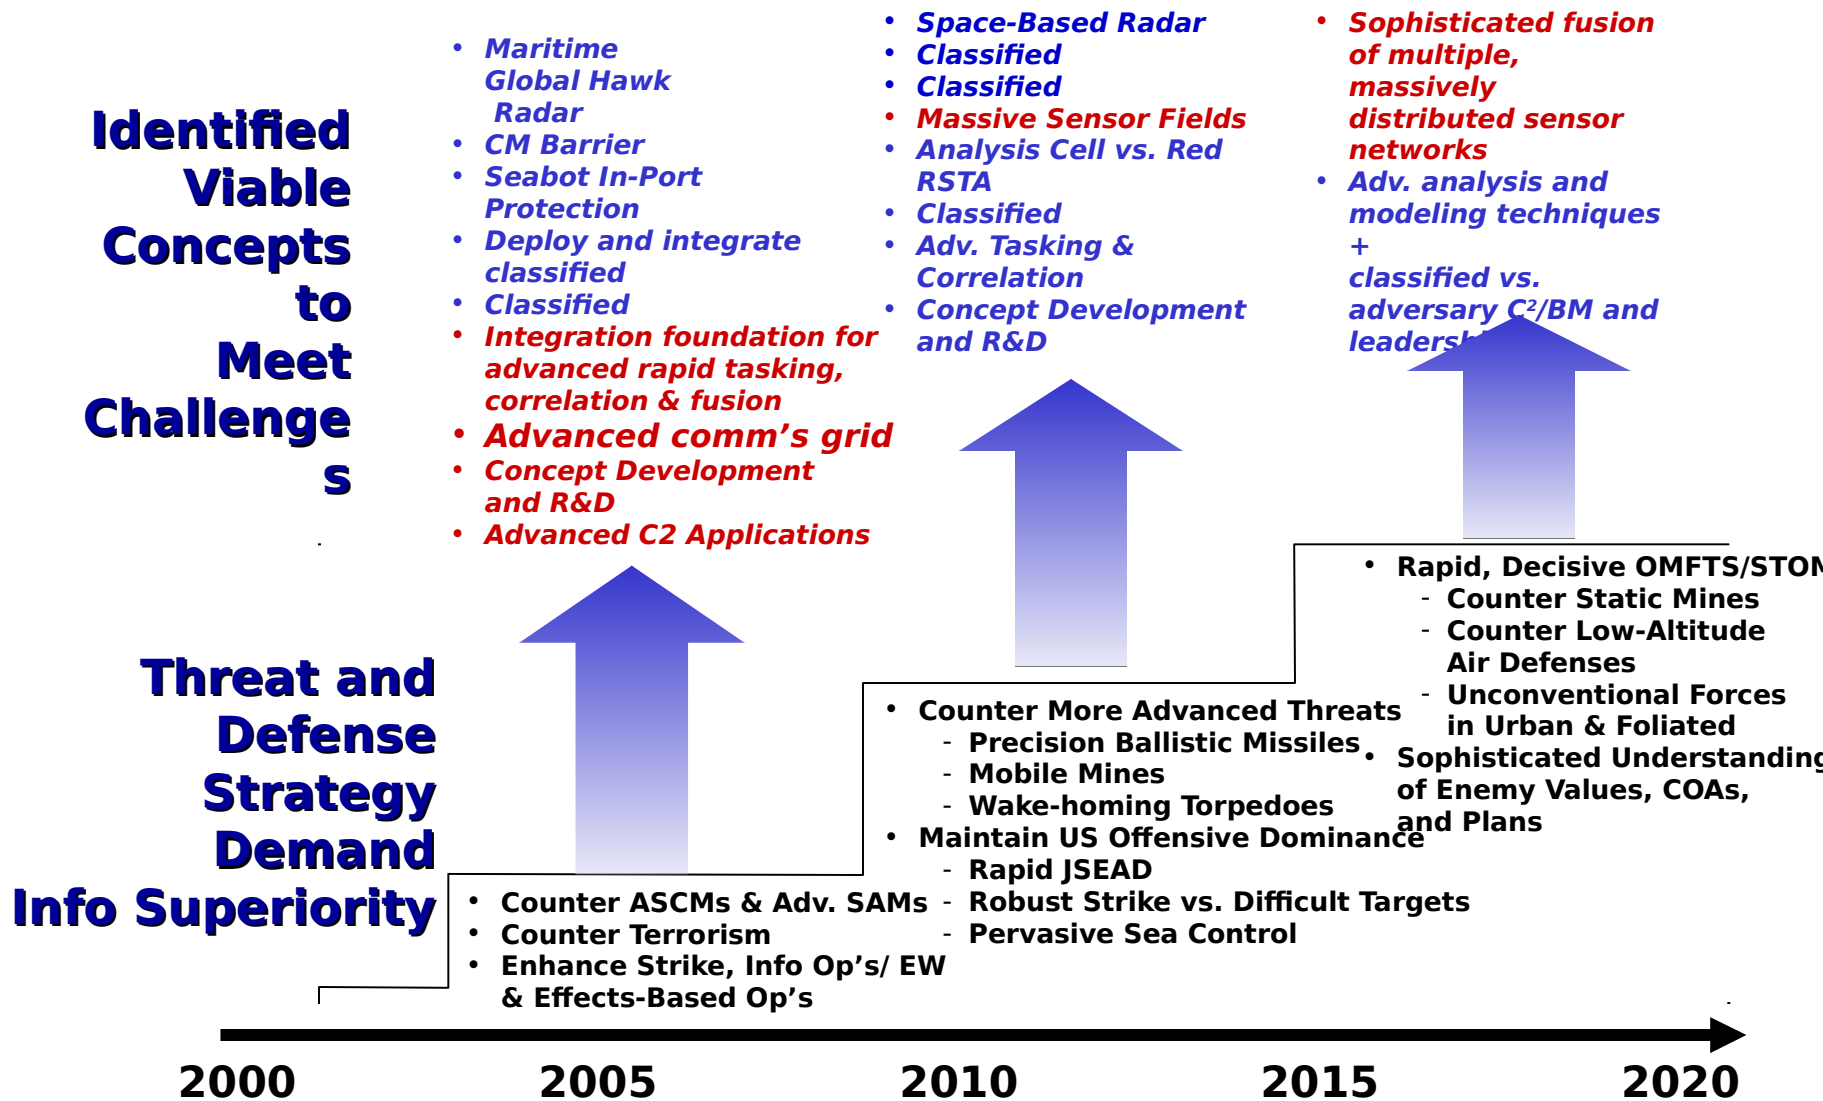 Identified
Viable
Concepts
to
Meet
Challenge
s
• Maritime
Global Hawk
Radar
• CM Barrier
• Seabot In-Port
Protection
• Deploy and integrate
classified
• Classified
• Integration foundation for
advanced rapid tasking,
correlation & fusion
• Advanced comm’s grid
• Concept Development
and R&D
• Advanced C2 Applications
• Space-Based Radar
• Classified
• Classified
• Massive Sensor Fields
• Analysis Cell vs. Red
RSTA
• Classified
• Adv. Tasking &
Correlation
• Concept Development
and R&D
• Sophisticated fusion
of multiple,
massively
distributed sensor
networks
• Adv. analysis and
modeling techniques
+
classified vs.
adversary C²/BM and
Threat and
Defense
Strategy
Demand
Info Superiority
• Counter ASCMs & Adv. SAMs
• Counter Terrorism
• Enhance Strike, Info Op’s/ EW
& Effects-Based Op’s
• Counter More Advanced Threats
- Precision Ballistic Missiles
- Mobile Mines
- Wake-homing Torpedoes
• Maintain US Offensive Dominance
- Rapid JSEAD
- Robust Strike vs. Difficult Targets
- Pervasive Sea Control
• Rapid, Decisive
- Counter Static Mines
- Counter Low-Altitude
Air Defenses
- Unconventional Forces
in Urban & Foliated
• Sophisticated Understanding
of Enemy Values, COAs,
and Plans
2000 2005 2010 2015 2020